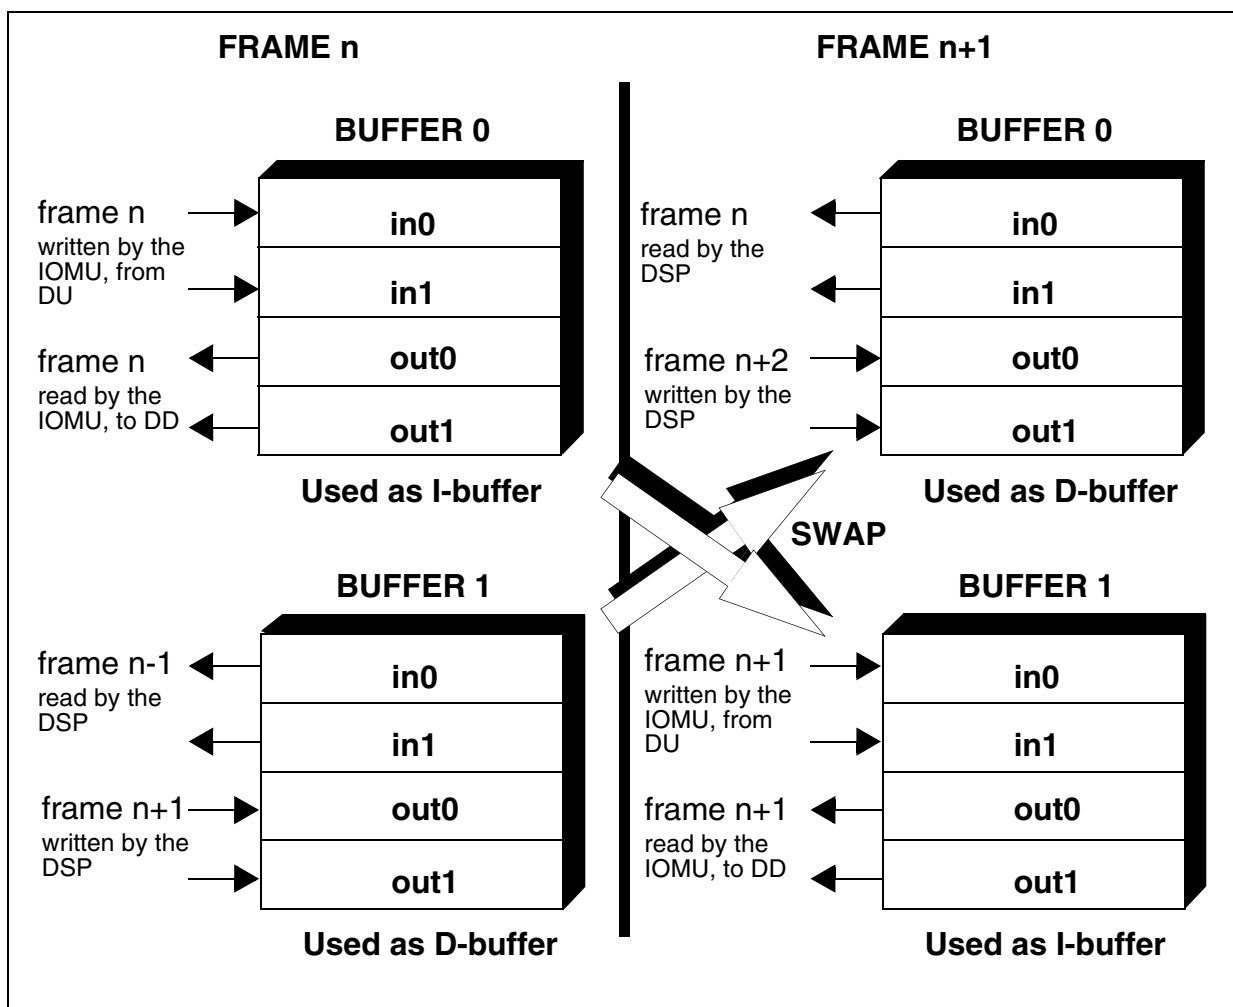 FRAME n
FRAME n+1
BUFFER 0
frame n
written by the
IOMU, from
DU
frame n
read by the
IOMU, to DD
in0
in1
out0
out1
Used as I-buffer
BUFFER 0
frame n
read by the
DSP
frame n+2
written by the
DSP
in0
in1
out0
out1
Used as D-buffer
SWAP
BUFFER 1
frame n-1
read by the
DSP
frame n+1
written by the
DSP
in0
in1
out0
out1
Used as D-buffer
BUFFER 1
frame n+1
written by the
IOMU, from
DU
frame n+1
read by the
IOMU, to DD
in0
in1
out0
out1
Used as I-buffer